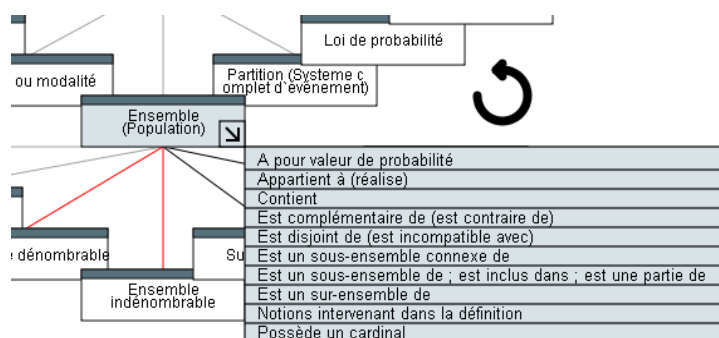 Loi de probabilité
ou modalité
Partition (Systeme c
omplet d`évènement)
Ensemble
(Population)
A pour valeur de probabilité
Appartient à (réalise)
Contient
Est complémentaire de (est contraire de)
Est disjoint de (est incompatible avec)
Est un sous-ensemble connexe de
Est un sous-ensemble de ; est inclus dans ; est une partie de
Est un sur-ensemble de
Notions intervenant dans la définition
Possède un cardinal
e dénombrable
Su
Ensemble
indénombrable